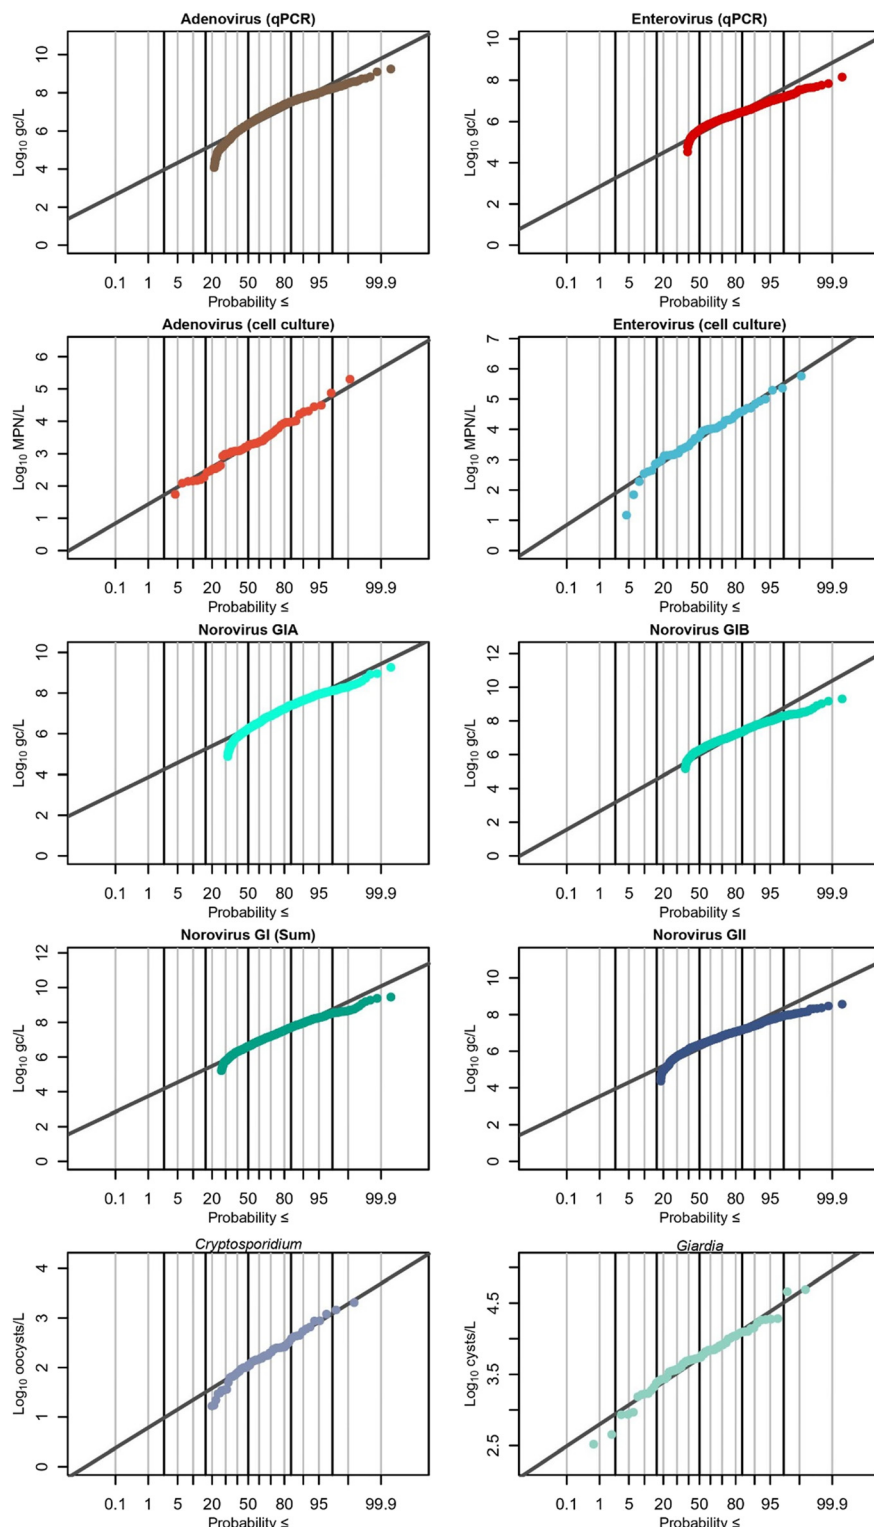 Adenovirus (qPCR)
Log10 gc/L
0 2 4 6 8 10
0.1 1 5 20 50 80 95 99.9
Probability ≤
Enterovirus (qPCR)
Log10 gc/L
0 2 4 6 8 10
0.1 1 5 20 50 80 95 99.9
Probability ≤
Adenovirus (cell culture)
Log10 MPN/L
0 1 2 3 4 5 6
0.1 1 5 20 50 80 95 99.9
Probability ≤
Enterovirus (cell culture)
Log10 MPN/L
0 1 2 3 4 5 6 7
0.1 1 5 20 50 80 95 99.9
Probability ≤
Norovirus GIA
Log10 gc/L
0 2 4 6 8 10
0.1 1 5 20 50 80 95 99.9
Probability ≤
Norovirus GIB
Log10 gc/L
0 2 4 6 8 10 12
0.1 1 5 20 50 80 95 99.9
Probability ≤
Norovirus GI (Sum)
Log10 gc/L
0 2 4 6 8 10 12
0.1 1 5 20 50 80 95 99.9
Probability ≤
Norovirus GII
Log10 gc/L
0 2 4 6 8 10
0.1 1 5 20 50 80 95 99.9
Probability ≤
Cryptosporidium
Log10 oocysts/L
0 1 2 3 4
0.1 1 5 20 50 80 95 99.9
Probability ≤
Giardia
Log10 cysts/L
2.5 3.5 4.5
0.1 1 5 20 50 80 95 99.9
Probability ≤